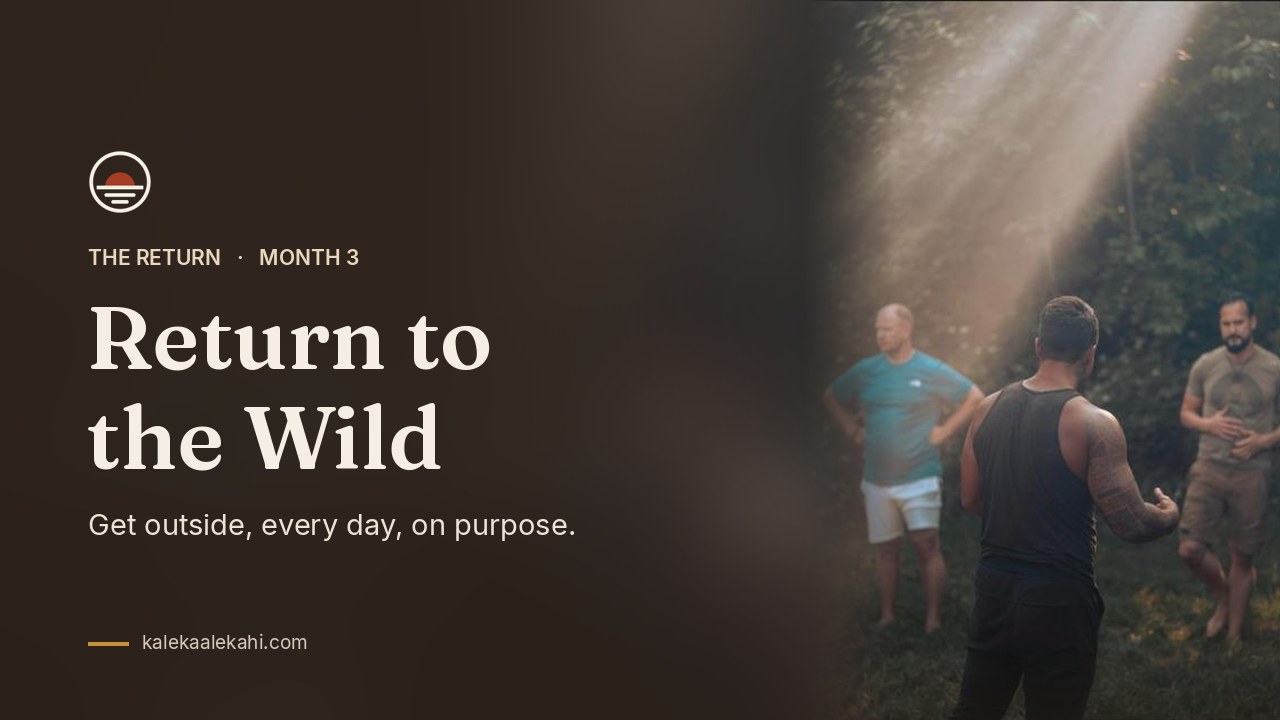 THE RETURN · MONTH 3
Return to
the Wild
Get outside, every day, on purpose.
kalekaalekahi.com